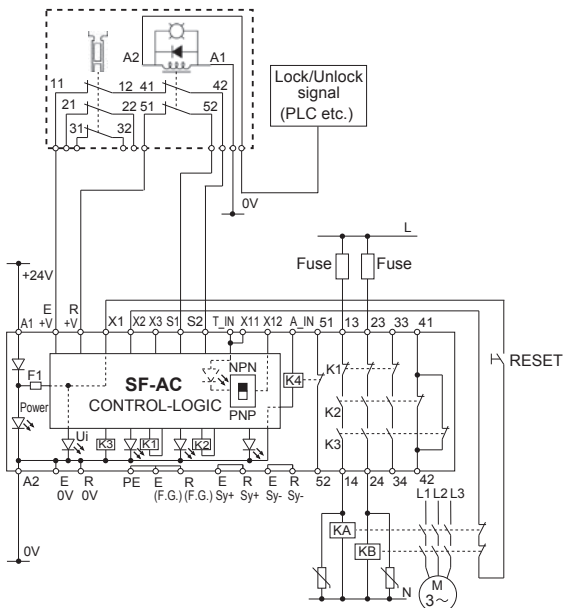 A2 A1
11 12 41 42
21 22 51 52
31 32
Lock/Unlock
signal
(PLC etc.)
0V
L
Fuse Fuse
+24V
A1 E +V R +V X1 X2 X3 S1 S2 T_IN X11 X12 A_IN 51 13 23 33 41
RESET
F1
SF-AC
CONTROL-LOGIC
NPN
PNP
K4
K1
K2
K3
Power
Ui
K3 K1 K2
A2 E 0V R 0V PE E (F.G.) R (F.G.) E Sy+ R Sy+ E Sy- R Sy- 52 14 24 34 42
L1 L2 L3
0V
KA
KB
N
M
3~